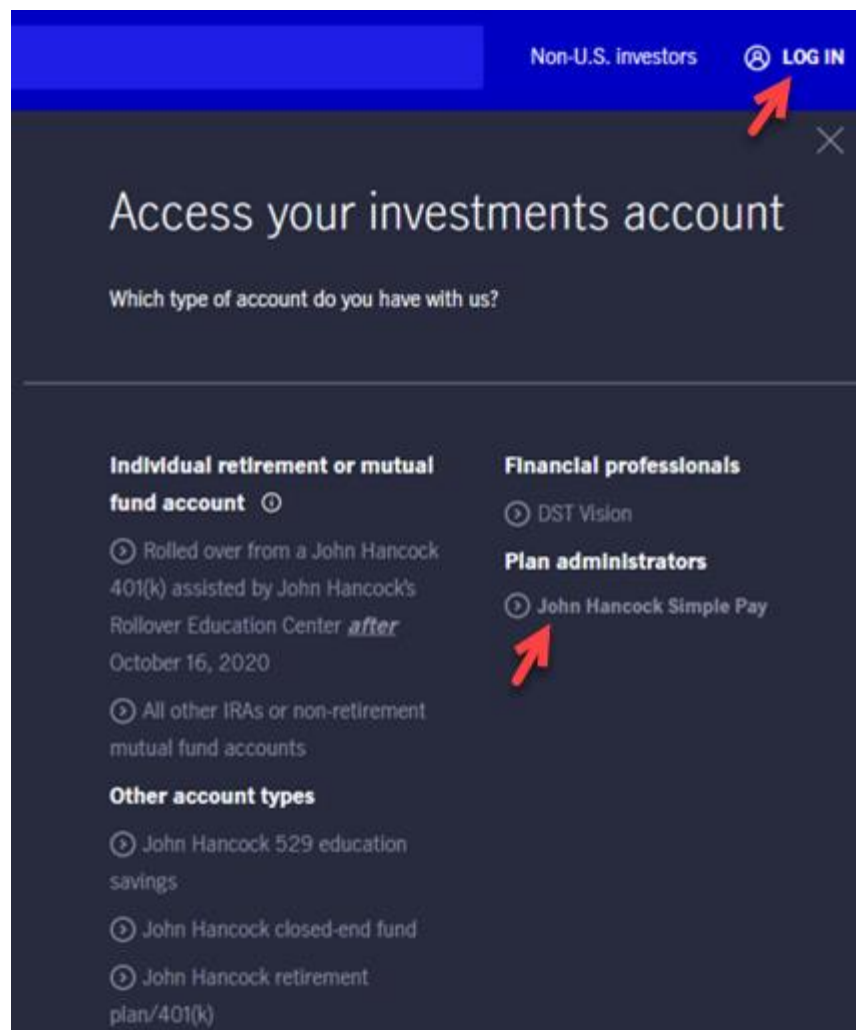 Non-U.S. investors
LOG IN
Access your investments account
Which type of account do you have with us?
Individual retirement or mutual
fund account
Rolled over from a John Hancock
401(k) assisted by John Hancock's
Rollover Education Center after
October 16, 2020
All other IRAs or non-retirement
mutual fund accounts
Other account types
John Hancock 529 education
savings
John Hancock closed-end fund
John Hancock retirement
plan/401(k)
Financial professionals
DST Vision
Plan administrators
John Hancock Simple Pay